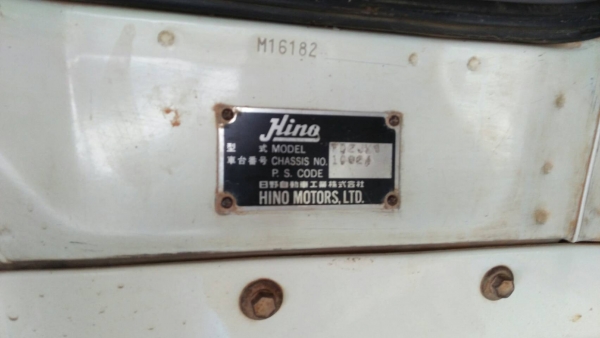 M16182
Hino
型式 MODEL
車台番号 CHASSIS NO.
P. S. CODE
日野自動車工業株式会社
HINO MOTORS, LTD.